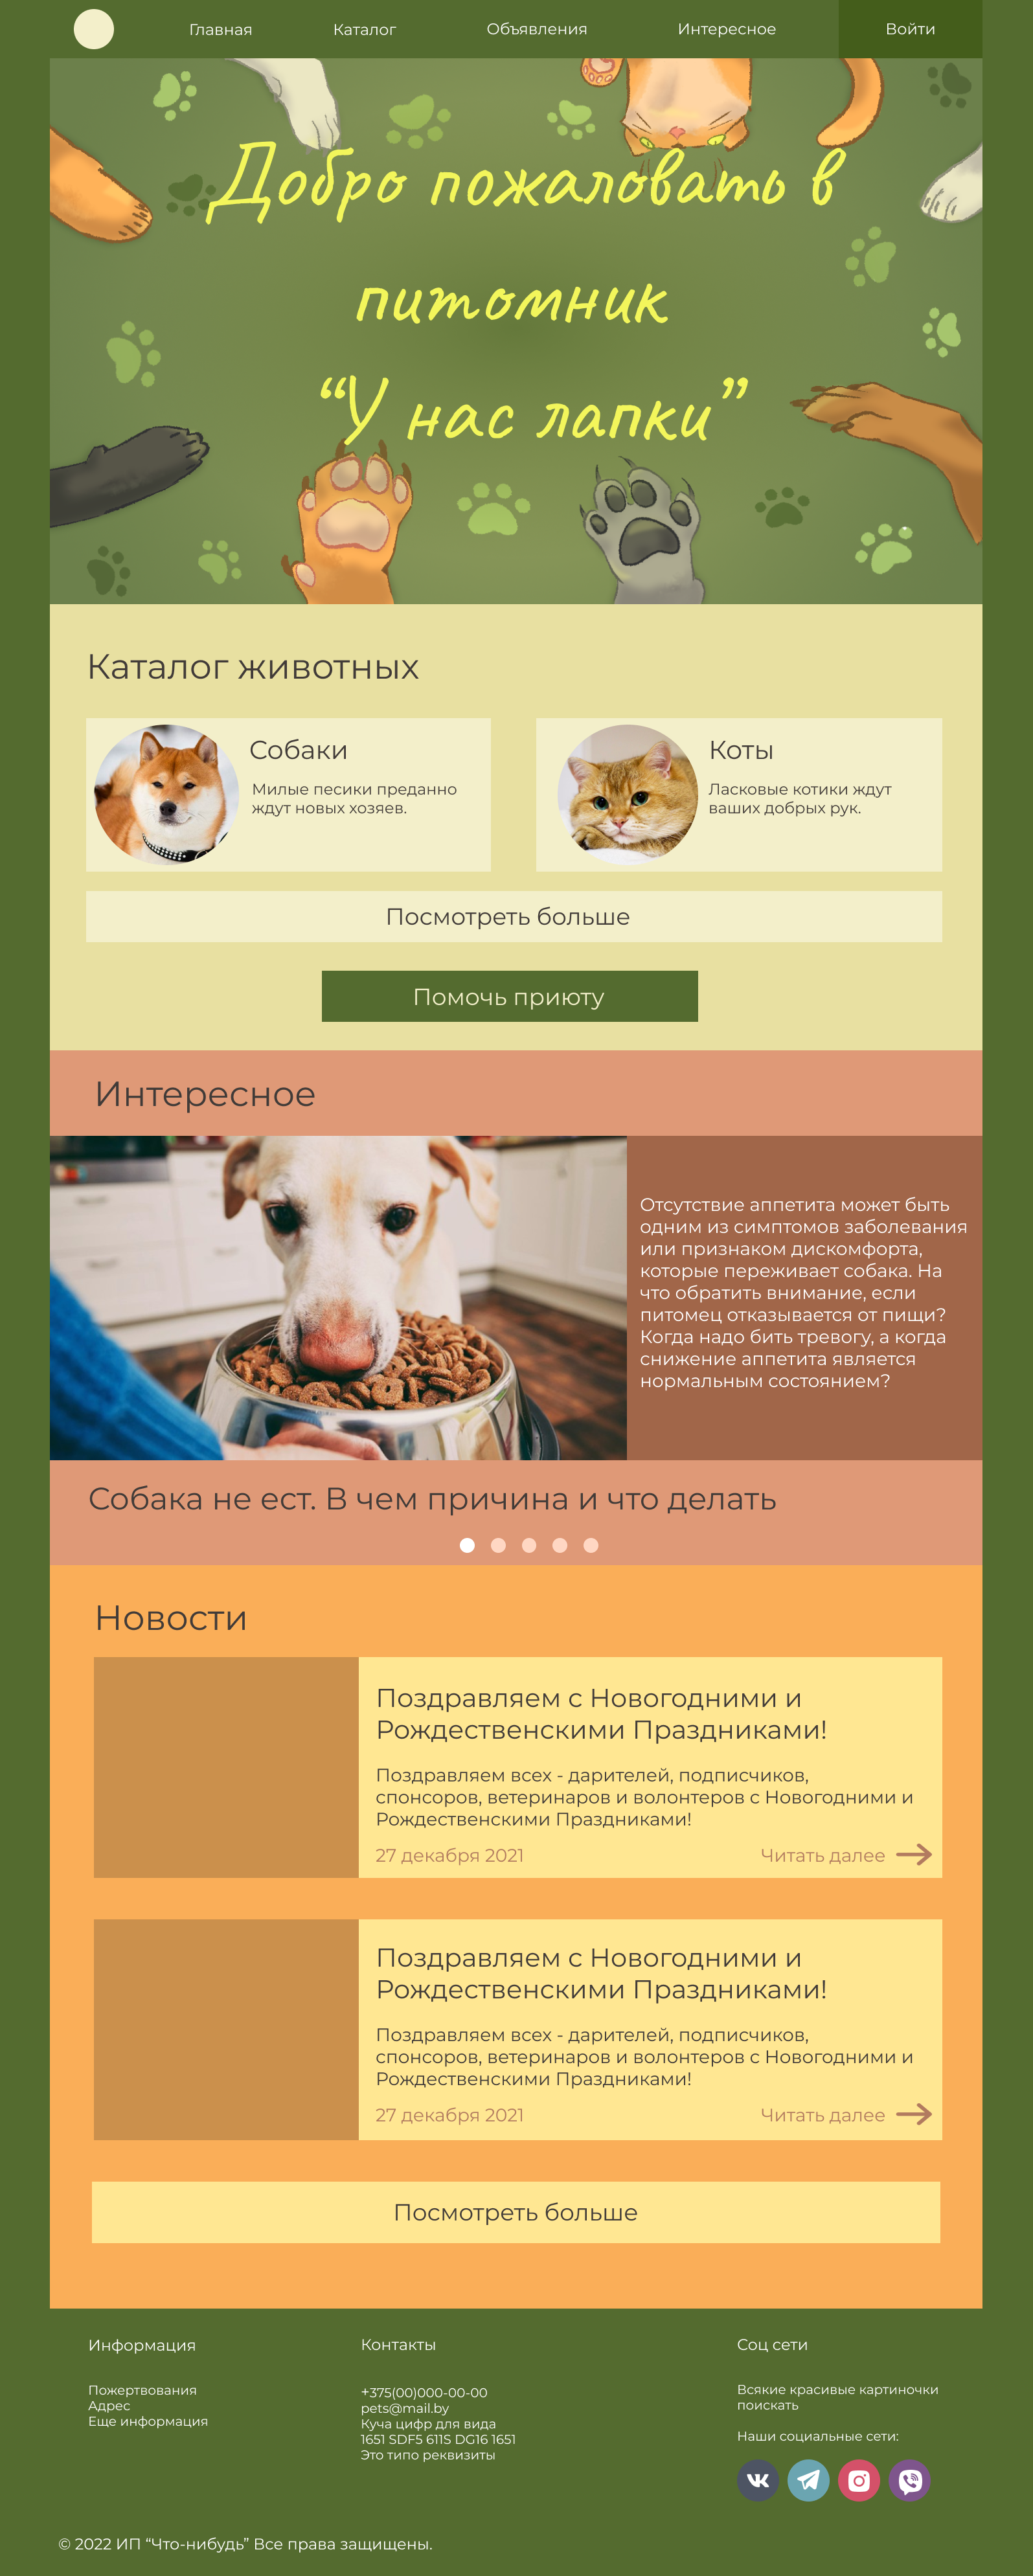 Главная Каталог Объявления Интересное Войти
Добро пожаловать в
питомник
“У нас лапки”
Каталог животных
Собаки
Милые песики преданно
ждут новых хозяев.
Коты
Ласковые котики ждут
ваших добрых рук.
Посмотреть больше
Помочь приюту
Интересное
Отсутствие аппетита может быть
одним из симптомов заболевания
или признаком дискомфорта,
которые переживает собака. На
что обратить внимание, если
питомец отказывается от пищи?
Когда надо бить тревогу, а когда
снижение аппетита является
нормальным состоянием?
Собака не ест. В чем причина и что делать
Новости
Поздравляем с Новогодними и
Рождественскими Праздниками!
Поздравляем всех - дарителей, подписчиков,
спонсоров, ветеринаров и волонтеров с Новогодними и
Рождественскими Праздниками!
27 декабря 2021 Читать далее
Поздравляем с Новогодними и
Рождественскими Праздниками!
Поздравляем всех - дарителей, подписчиков,
спонсоров, ветеринаров и волонтеров с Новогодними и
Рождественскими Праздниками!
27 декабря 2021 Читать далее
Посмотреть больше
Информация
Пожертвования
Адрес
Еще информация
Контакты
+375(00)000-00-00
pets@mail.by
Куча цифр для вида
1651 SDF5 611S DG16 1651
Это типо реквизиты
Соц сети
Всякие красивые картиночки
поискать
Наши социальные сети:
© 2022 ИП “Что-нибудь” Все права защищены.